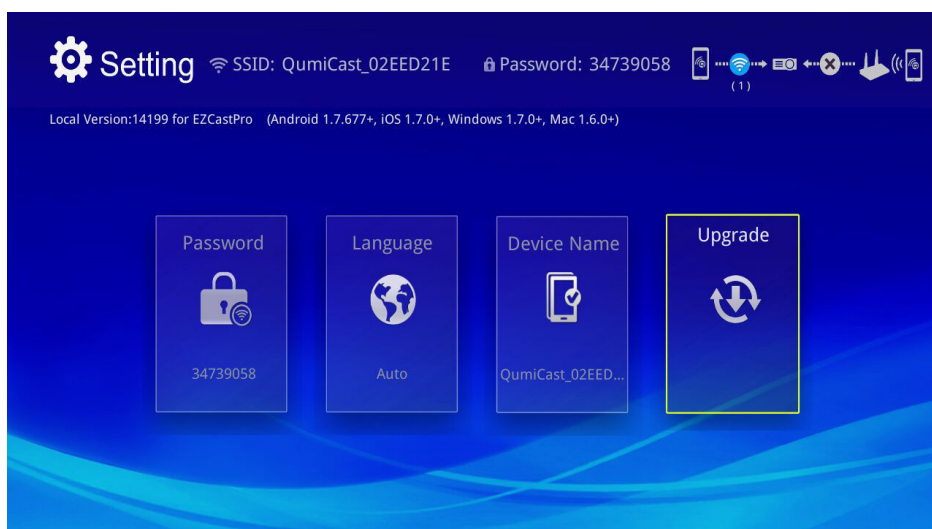 Setting SSID: QumiCast_02EED21E Password: 34739058
(1)
Local Version:14199 for EZCastPro (Android 1.7.677+, iOS 1.7.0+, Windows 1.7.0+, Mac 1.6.0+)
Password
Language
Device Name
Upgrade
34739058
Auto
QumiCast_02EED...